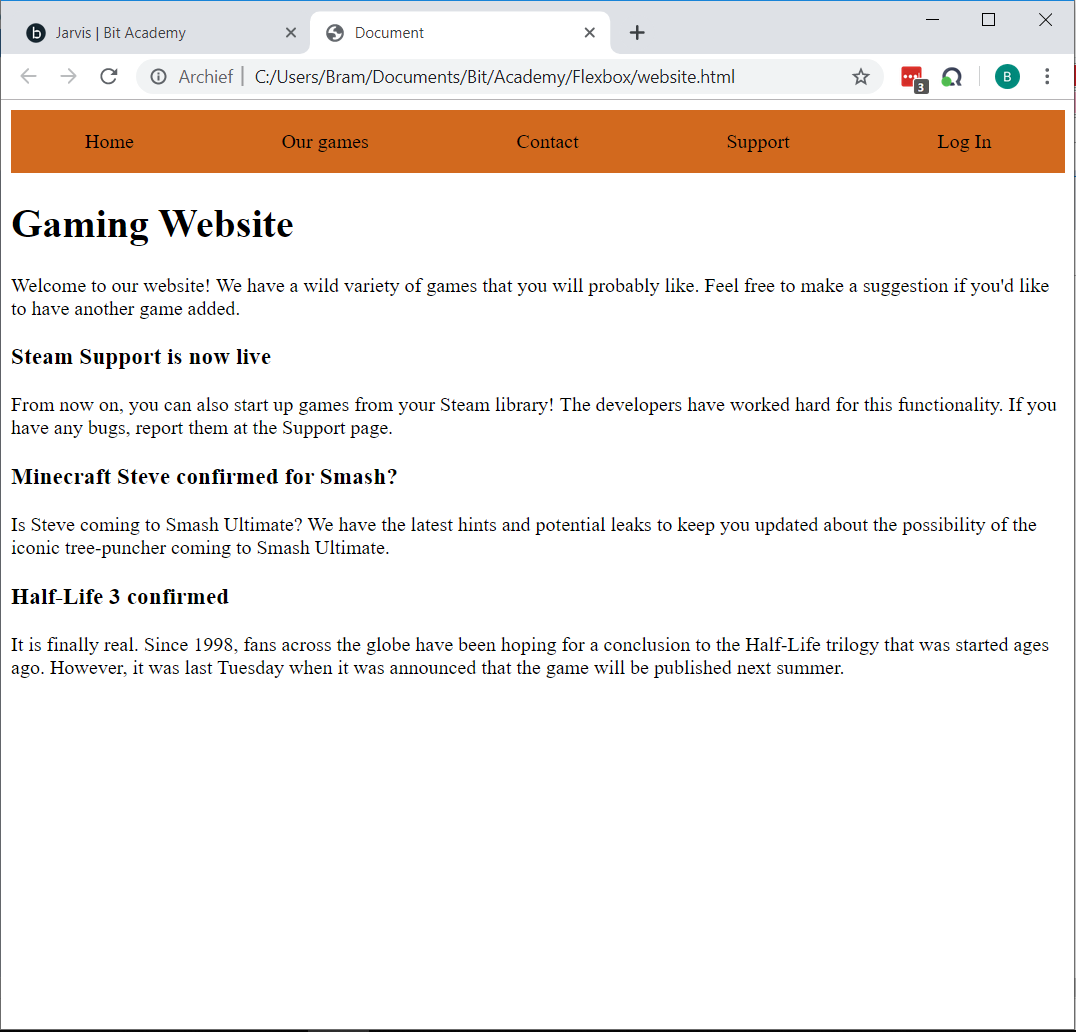 Jarvis | Bit Academy
Document
Archief | C:/Users/Bram/Documents/Bit/Academy/Flexbox/website.html
3
B
Home Our games Contact Support Log In
Gaming Website
Welcome to our website! We have a wild variety of games that you will probably like. Feel free to make a suggestion if you'd like
to have another game added.
Steam Support is now live
From now on, you can also start up games from your Steam library! The developers have worked hard for this functionality. If you
have any bugs, report them at the Support page.
Minecraft Steve confirmed for Smash?
Is Steve coming to Smash Ultimate? We have the latest hints and potential leaks to keep you updated about the possibility of the
iconic tree-puncher coming to Smash Ultimate.
Half-Life 3 confirmed
It is finally real. Since 1998, fans across the globe have been hoping for a conclusion to the Half-Life trilogy that was started ages
ago. However, it was last Tuesday when it was announced that the game will be published next summer.